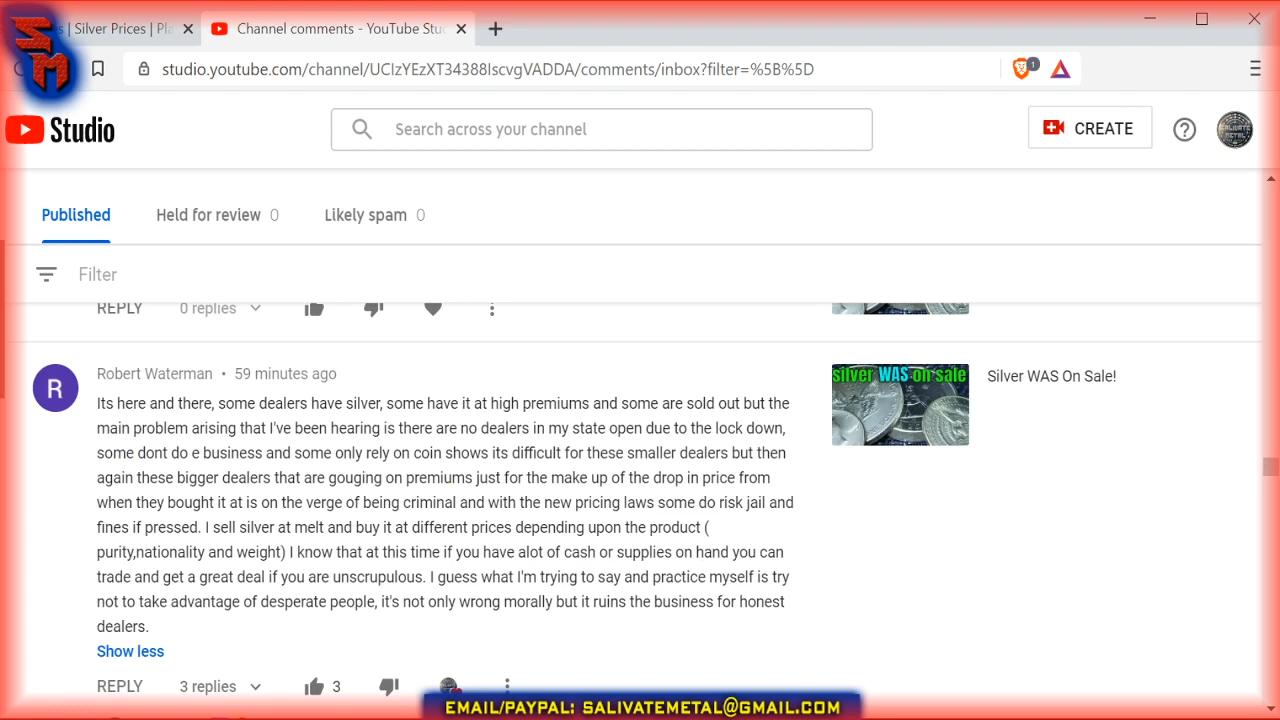 SM
s | Silver Prices | Pla
Channel comments - YouTube Stu
studio.youtube.com/channel/UCIzYEzXT34388IscvgVADDA/comments/inbox?filter=%5B%5D
1
Studio
Search across your channel
CREATE
SALIVATE METAL
Published
Held for review 0
Likely spam 0
Filter
REPLY
0 replies
R
Robert Waterman • 59 minutes ago
Its here and there, some dealers have silver, some have it at high premiums and some are sold out but the
main problem arising that I've been hearing is there are no dealers in my state open due to the lock down,
some dont do e business and some only rely on coin shows its difficult for these smaller dealers but then
again these bigger dealers that are gouging on premiums just for the make up of the drop in price from
when they bought it at is on the verge of being criminal and with the new pricing laws some do risk jail and
fines if pressed. I sell silver at melt and buy it at different prices depending upon the product (
purity,nationality and weight) I know that at this time if you have alot of cash or supplies on hand you can
trade and get a great deal if you are unscrupulous. I guess what I'm trying to say and practice myself is try
not to take advantage of desperate people, it's not only wrong morally but it ruins the business for honest
dealers.
Show less
silver WAS on sale
Silver WAS On Sale!
REPLY
3 replies
3
EMAIL/PAYPAL: SALIVATEMETAL@GMAIL.COM